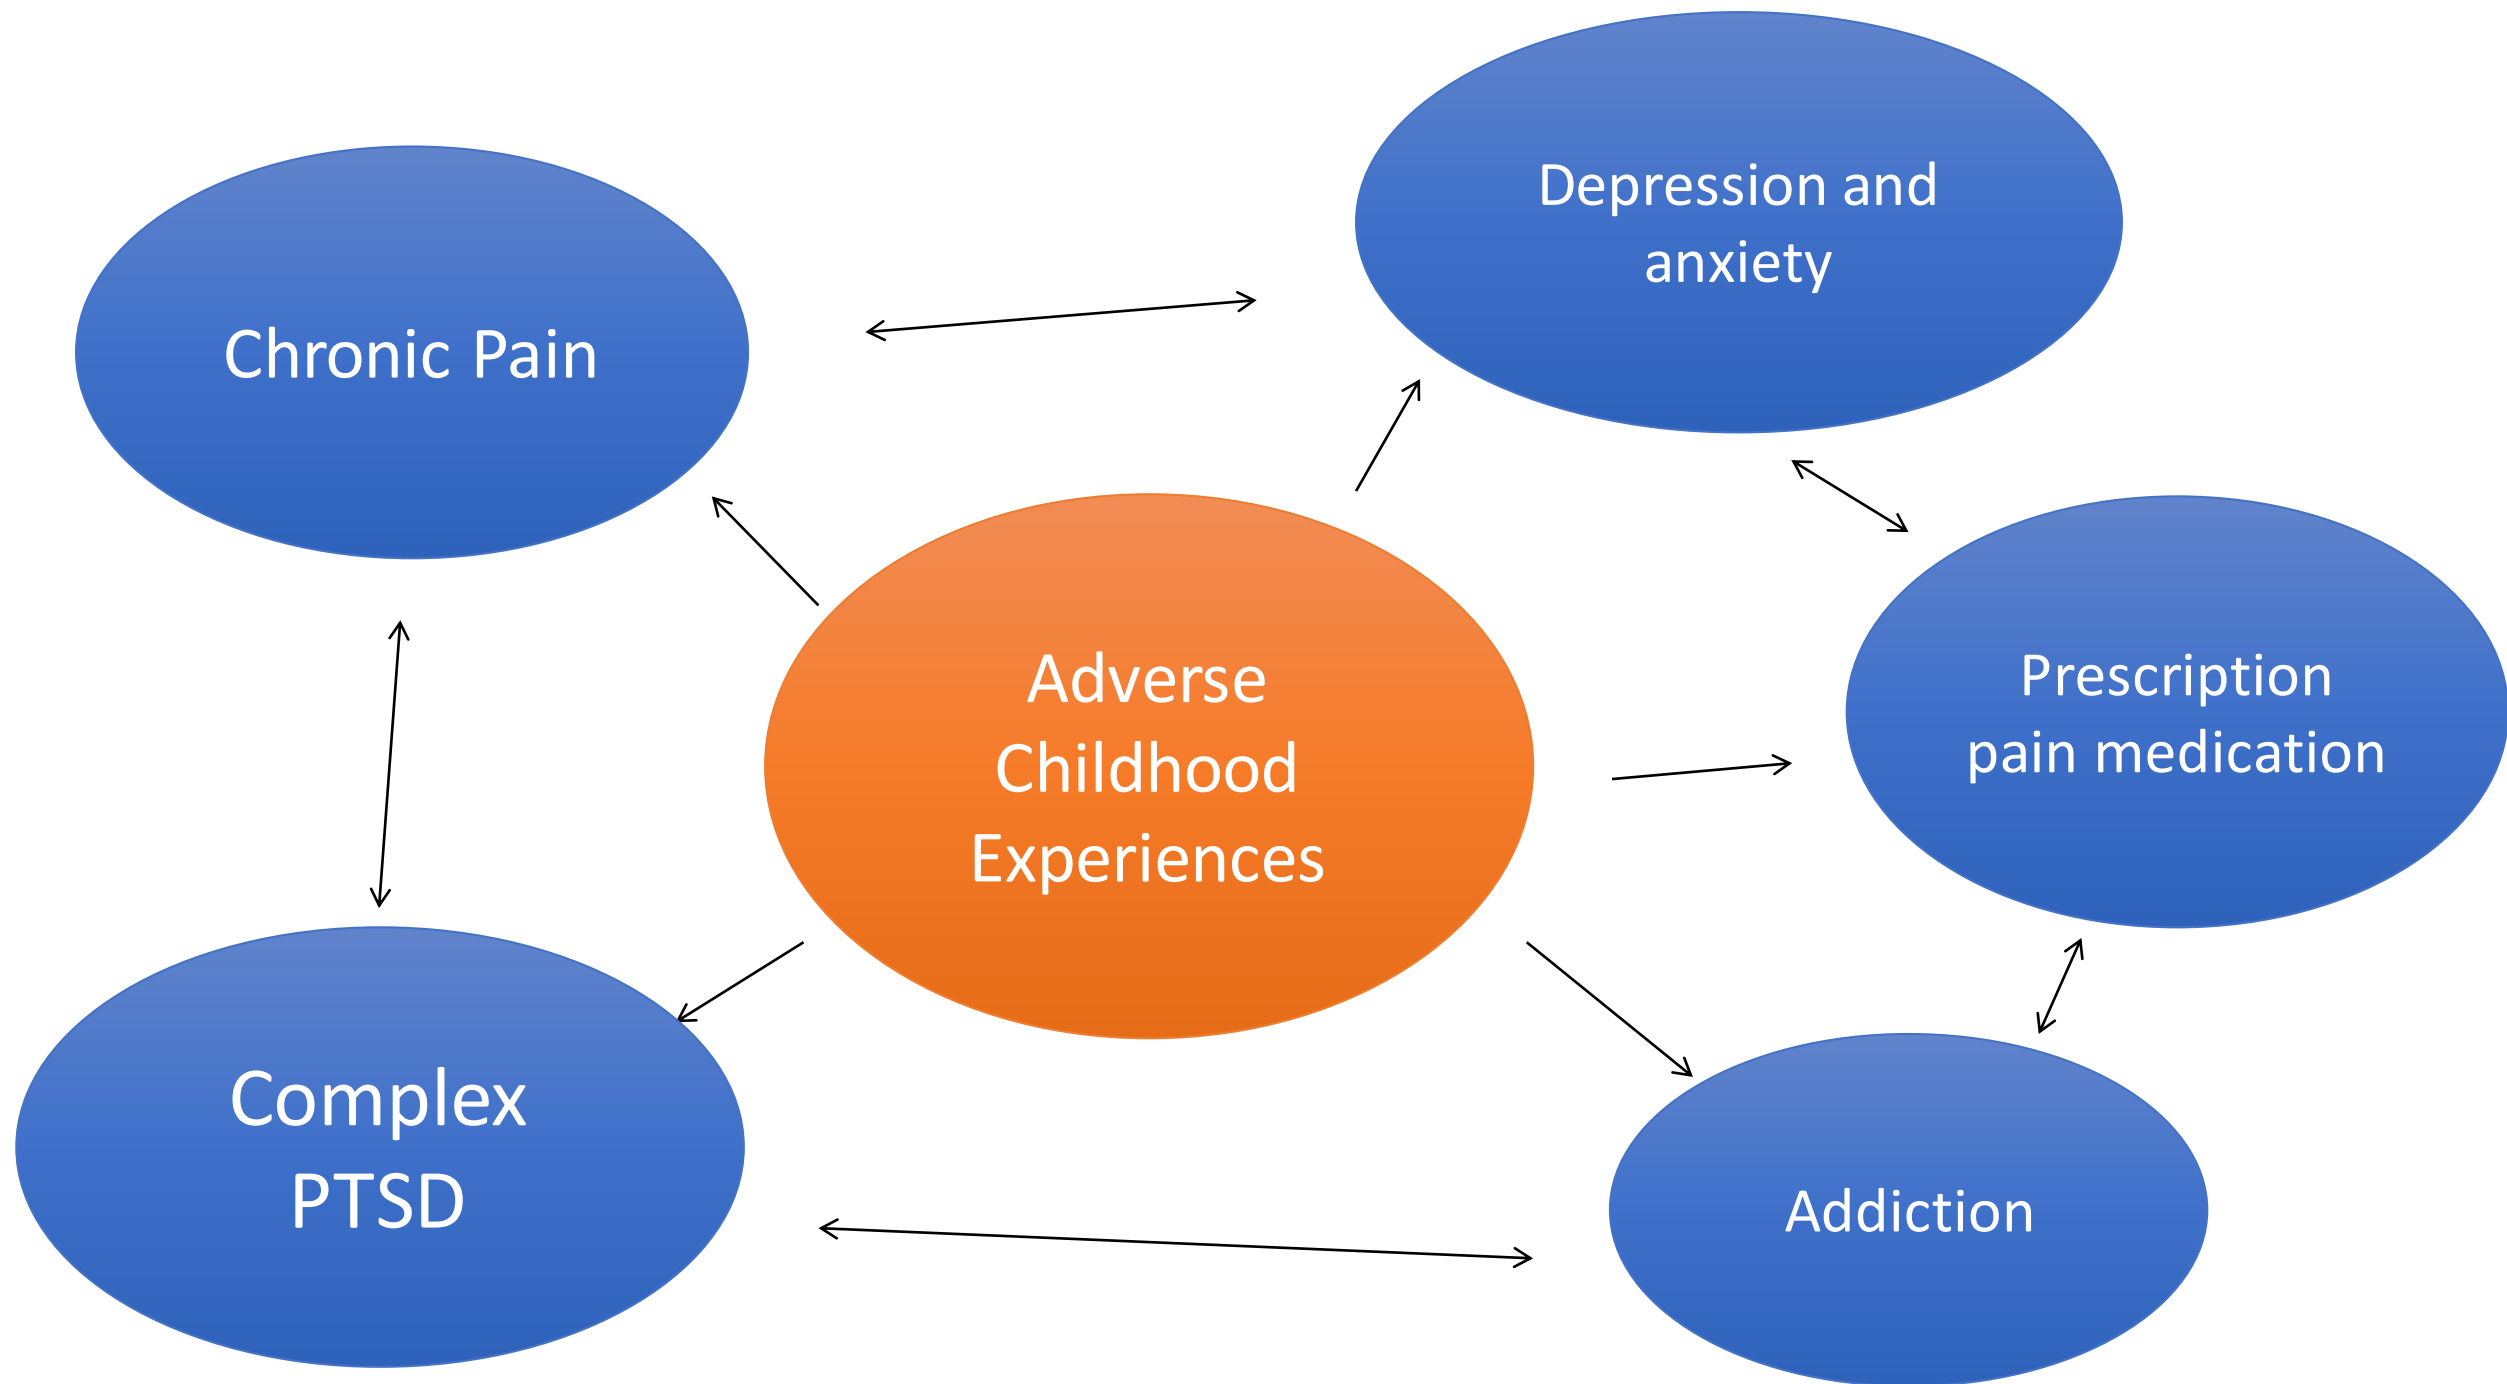 Depression and
anxiety
Chronic Pain
Adverse
Childhood
Experiences
Prescription
pain medication
Complex
PTSD
Addiction